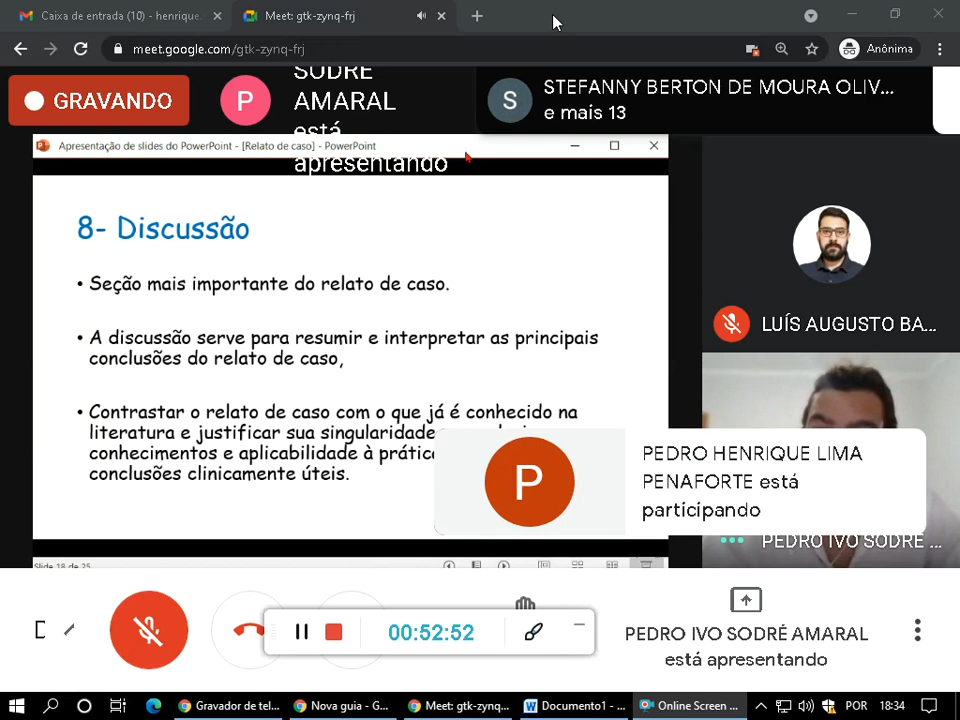 Caixa de entrada (10) - henrique.
Meet: gtk-zynq-frj
meet.google.com/gtk-zynq-frj
Anônima
GRAVANDO
P
SODRÉ
AMARAL
está
apresentando
S
STEFANNY BERTON DE MOURA OLIV...
e mais 13
Apresentação de slides do PowerPoint - [Relato de caso] - PowerPoint
8- Discussão
• Seção mais importante do relato de caso.
• A discussão serve para resumir e interpretar as principais
conclusões do relato de caso,
• Contrastar o relato de caso com o que já é conhecido na
literatura e justificar sua singularidade
conhecimentos e aplicabilidade à prática
conclusões clinicamente úteis.
Slide 18 de 25
LUÍS AUGUSTO BA...
P
PEDRO HENRIQUE LIMA
PENAFORTE está
participando
PEDRO IVO SODRÉ ...
00:52:52
PEDRO IVO SODRÉ AMARAL
está apresentando
Gravador de tel...
Nova guia - G...
Meet: gtk-zynq...
Documento1 - ...
Online Screen ...
POR
18:34